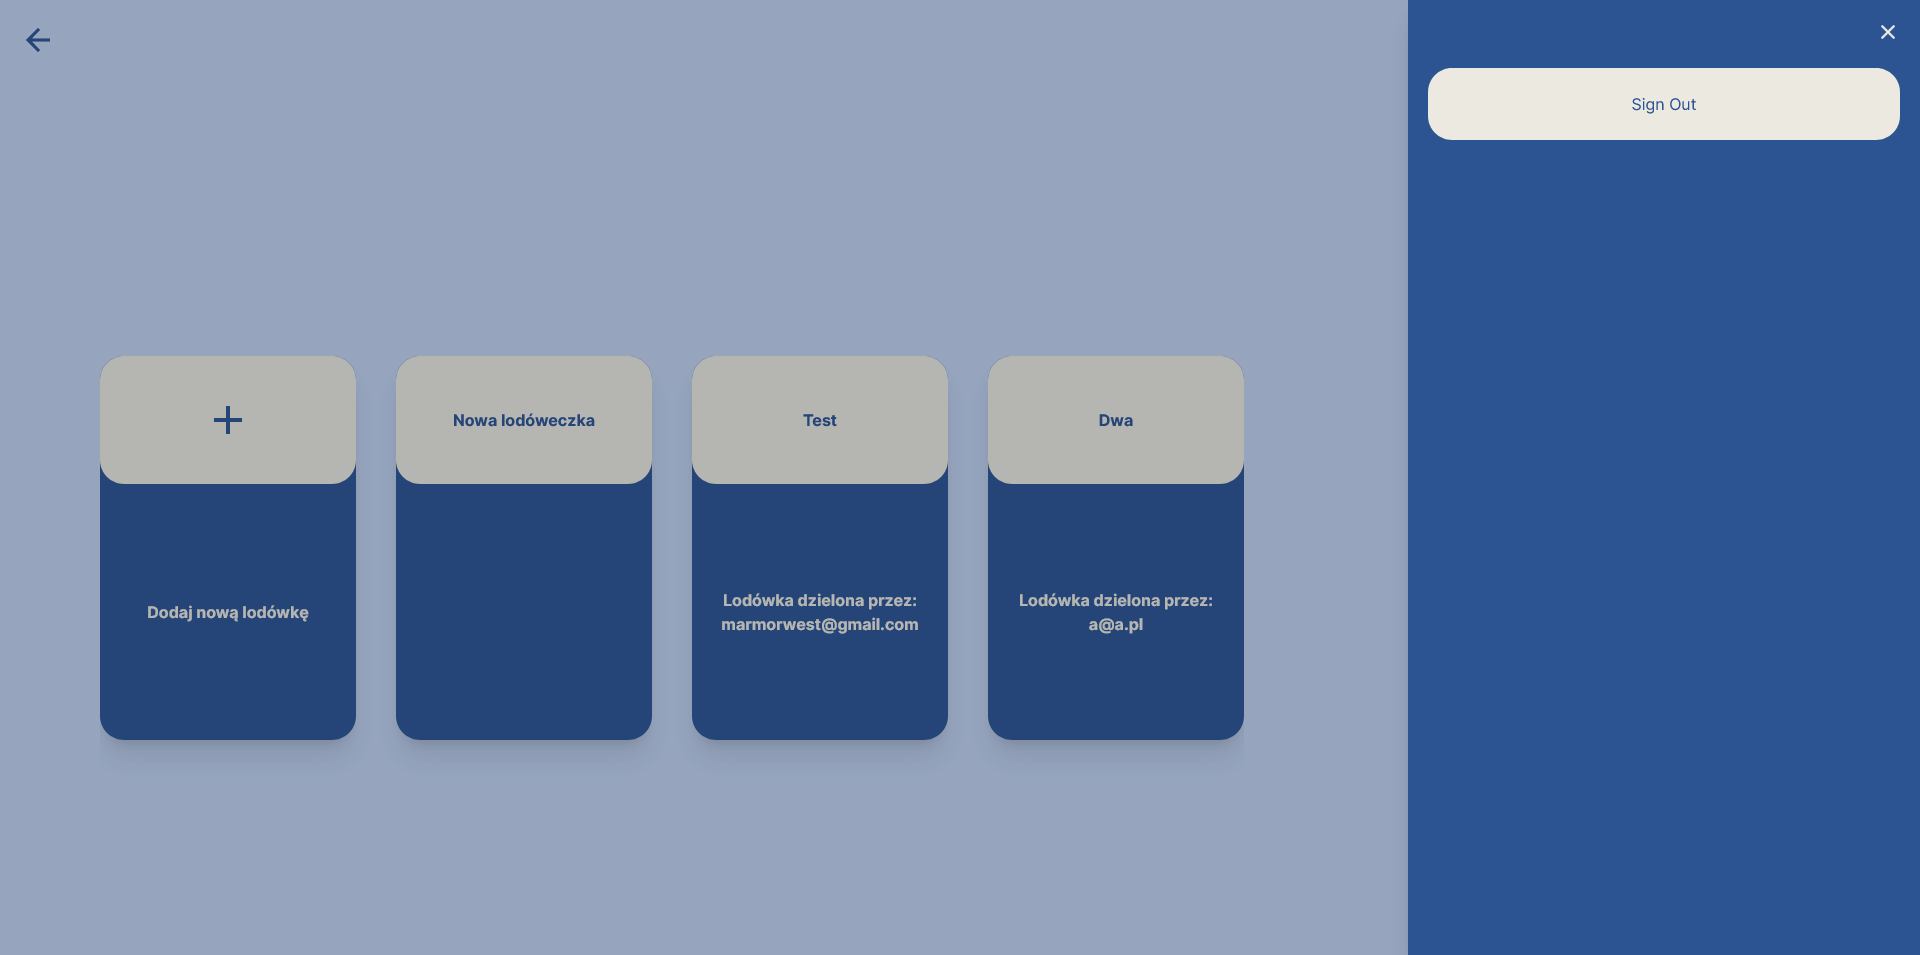 Sign Out
Nowa lodóweczka
Test
Dwa
Dodaj nową lodówkę
Lodówka dzielona przez:
marmorwest@gmail.com
Lodówka dzielona przez:
a@a.pl